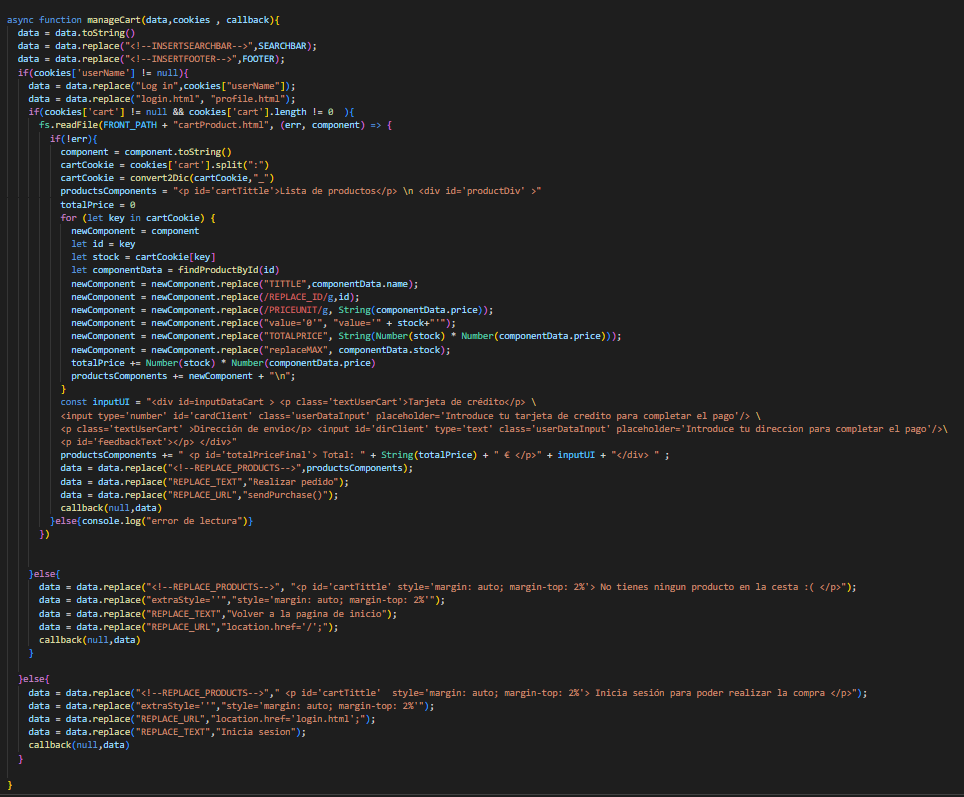 async function manageCart(data,cookies , callback){
data = data.toString()
data = data.replace("<!--INSERTSEARCHBAR-->",SEARCHBAR);
data = data.replace("<!--INSERTFOOTER-->",FOOTER);
if(cookies['userName'] != null){
data = data.replace("Log in",cookies["userName"]);
data = data.replace("login.html", "profile.html");
if(cookies['cart'] != null && cookies['cart'].length != 0  ){
fs.readFile(FRONT_PATH + "cartProduct.html", (err, component) => {
if(!err){
component = component.toString()
cartCookie = cookies['cart'].split(":")
cartCookie = convert2Dic(cartCookie,"_")
productsComponents = "<p id='cartTittle'>Lista de productos</p> \n <div id='productDiv' >"
totalPrice = 0
for (let key in cartCookie) {
newComponent = component
let id = key
let stock = cartCookie[key]
let componentData = findProductById(id)
newComponent = newComponent.replace("TITTLE",componentData.name);
newComponent = newComponent.replace(/REPLACE_ID/g,id);
newComponent = newComponent.replace(/PRICEUNIT/g, String(componentData.price));
newComponent = newComponent.replace("value='0'", "value='" + stock+"'");
newComponent = newComponent.replace("TOTALPRICE", String(Number(stock) * Number(componentData.price)));
newComponent = newComponent.replace("replaceMAX", componentData.stock);
totalPrice += Number(stock) * Number(componentData.price)
productsComponents += newComponent + "\n";
}
const inputUI = "<div id=inputDataCart > <p class='textUserCart'>Tarjeta de crédito</p> \
<input type='number' id='cardClient' class='userDataInput' placeholder='Introduce tu tarjeta de credito para completar el pago'/> \
<p class='textUserCart' >Dirección de envio</p> <input id='dirClient' type='text' class='userDataInput' placeholder='Introduce tu direccion para completar el pago'/>\
<p id='feedbackText'></p> </div>"
productsComponents += " <p id='totalPriceFinal'> Total: " + String(totalPrice) + " € </p>" + inputUI + "</div> " ;
data = data.replace("<!--REPLACE_PRODUCTS-->",productsComponents);
data = data.replace("REPLACE_TEXT","Realizar pedido");
data = data.replace("REPLACE_URL","sendPurchase()");
callback(null,data)
}else{console.log("error de lectura")}
})
}else{
data = data.replace("<!--REPLACE_PRODUCTS-->", "<p id='cartTittle' style='margin: auto; margin-top: 2%'> No tienes ningun producto en la cesta :( </p>");
data = data.replace("extraStyle=''","style='margin: auto; margin-top: 2%'");
data = data.replace("REPLACE_TEXT","Volver a la pagina de inicio");
data = data.replace("REPLACE_URL","location.href='/';");
callback(null,data)
}
}else{
data = data.replace("<!--REPLACE_PRODUCTS-->"," <p id='cartTittle'  style='margin: auto; margin-top: 2%'> Inicia sesión para poder realizar la compra </p>");
data = data.replace("extraStyle=''","style='margin: auto; margin-top: 2%'");
data = data.replace("REPLACE_URL","location.href='login.html';");
data = data.replace("REPLACE_TEXT","Inicia sesion");
callback(null,data)
}
}